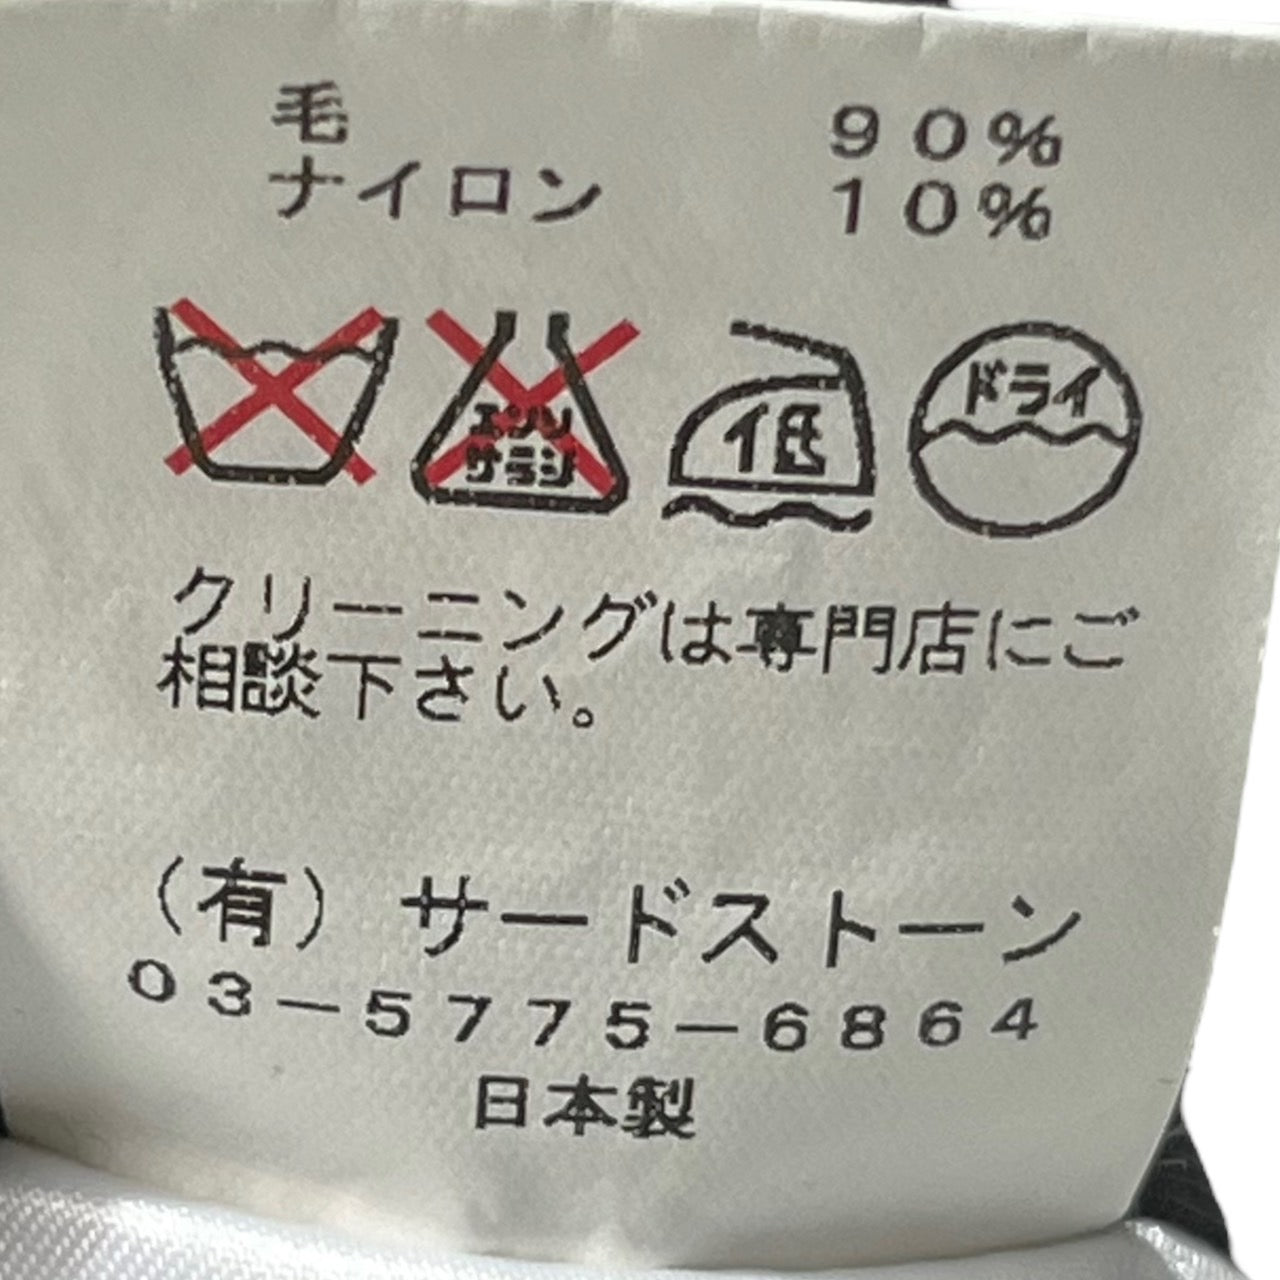 毛 90%
ナイロン 10%
エンソ
サラシ
低
ドライ
クリーニングは専門店にご
相談下さい。
(有)サードストーン
03-5775-6864
日本製